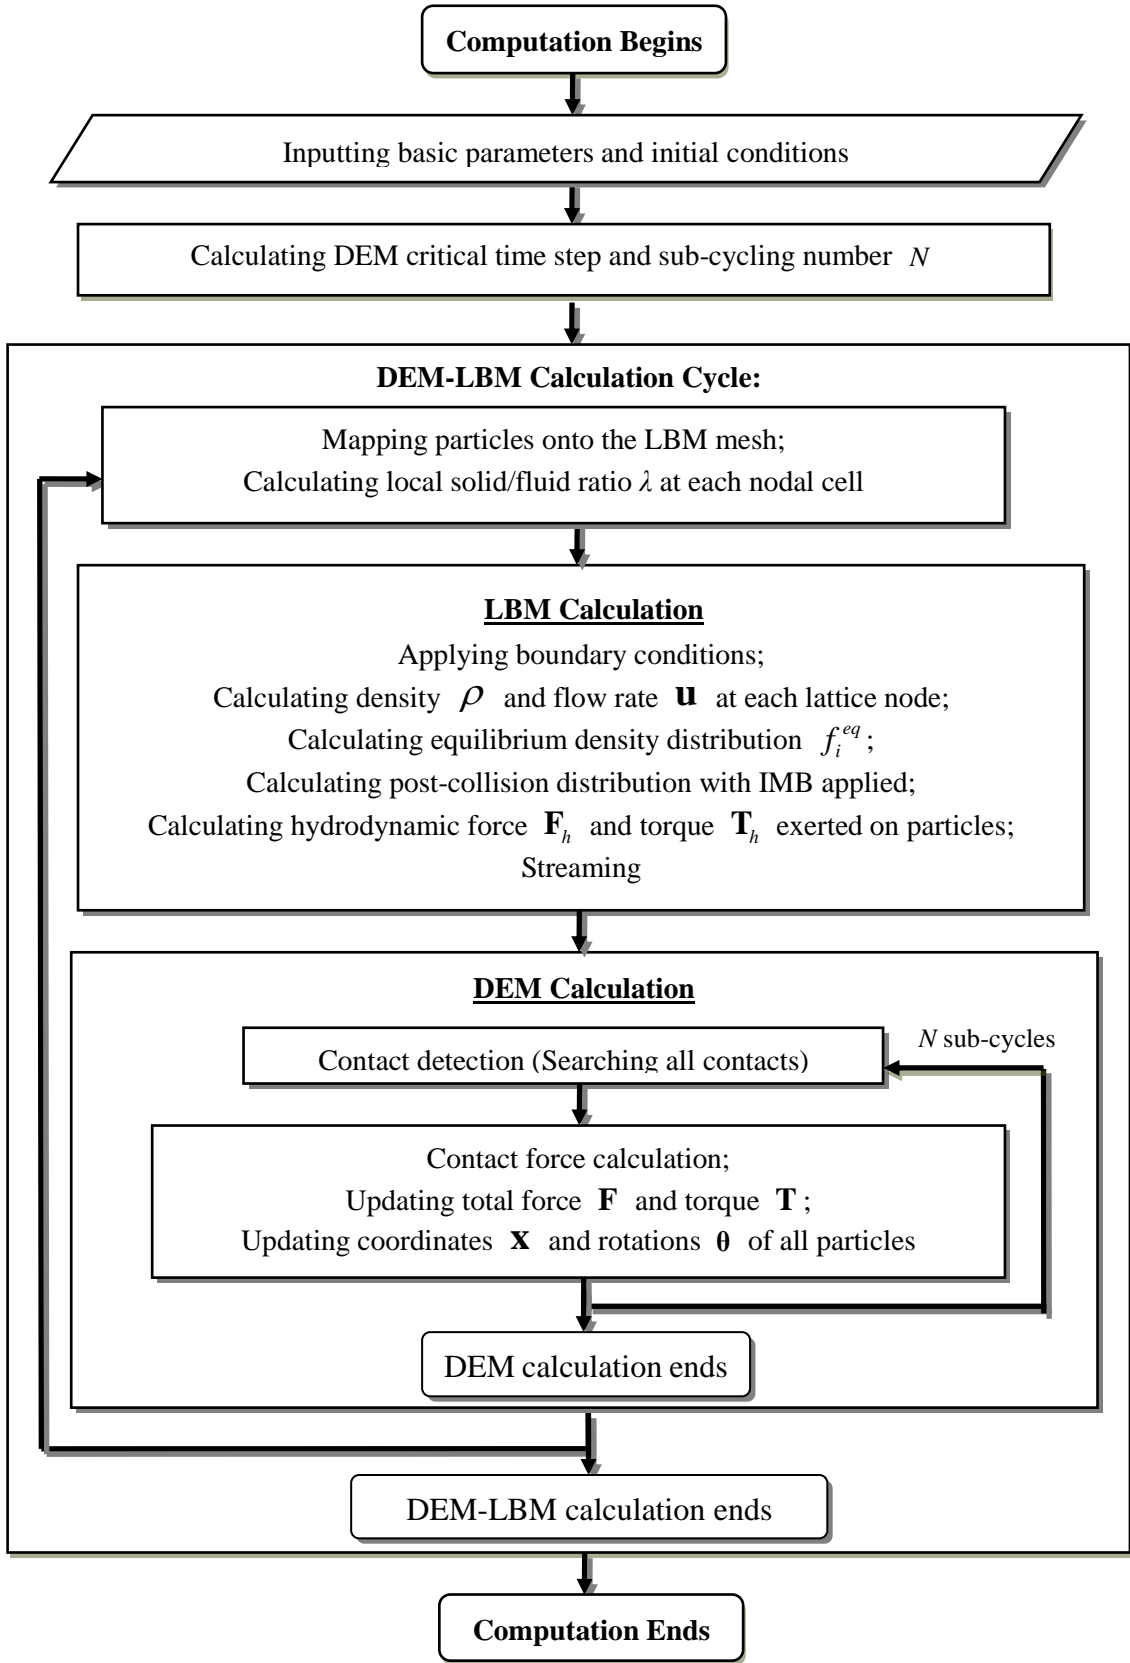 Computation Begins
Inputting basic parameters and initial conditions
Calculating DEM critical time step and sub-cycling number N
DEM-LBM Calculation Cycle:
Mapping particles onto the LBM mesh;
Calculating local solid/fluid ratio λ at each nodal cell
LBM Calculation
Applying boundary conditions;
Calculating density ρ and flow rate u at each lattice node;
Calculating equilibrium density distribution f_i^{eq};
Calculating post-collision distribution with IMB applied;
Calculating hydrodynamic force F_h and torque T_h exerted on particles;
Streaming
DEM Calculation
N sub-cycles
Contact detection (Searching all contacts)
Contact force calculation;
Updating total force F and torque T;
Updating coordinates x and rotations θ of all particles
DEM calculation ends
DEM-LBM calculation ends
Computation Ends